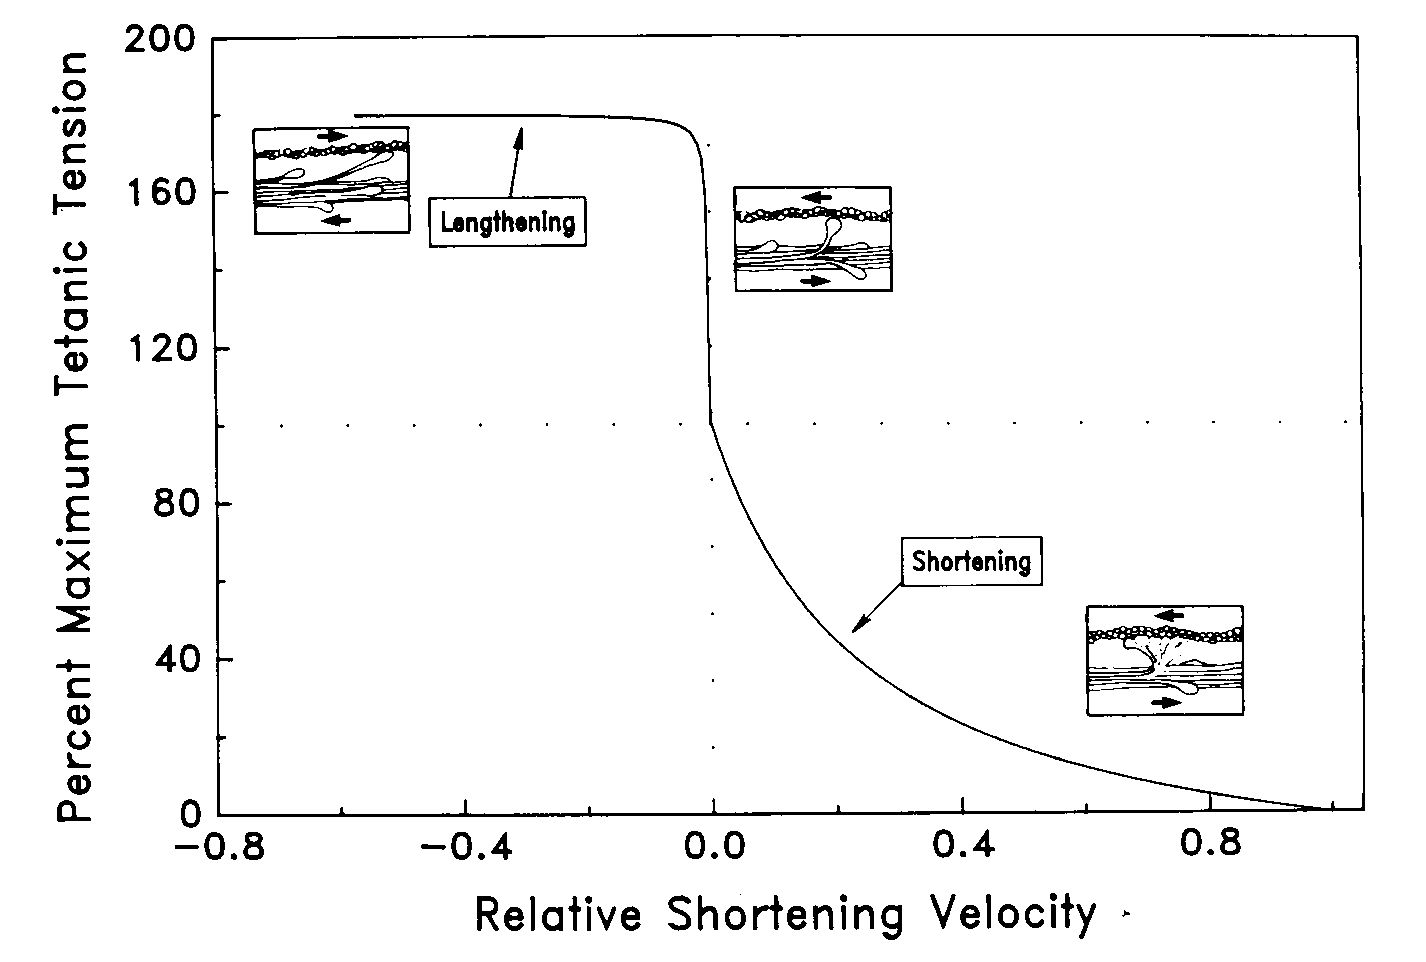 Percent Maximum Tetanic Tension
200
160
120
80
40
0
Lengthening
Shortening
−0.8
−0.4
0.0
0.4
0.8
Relative Shortening Velocity